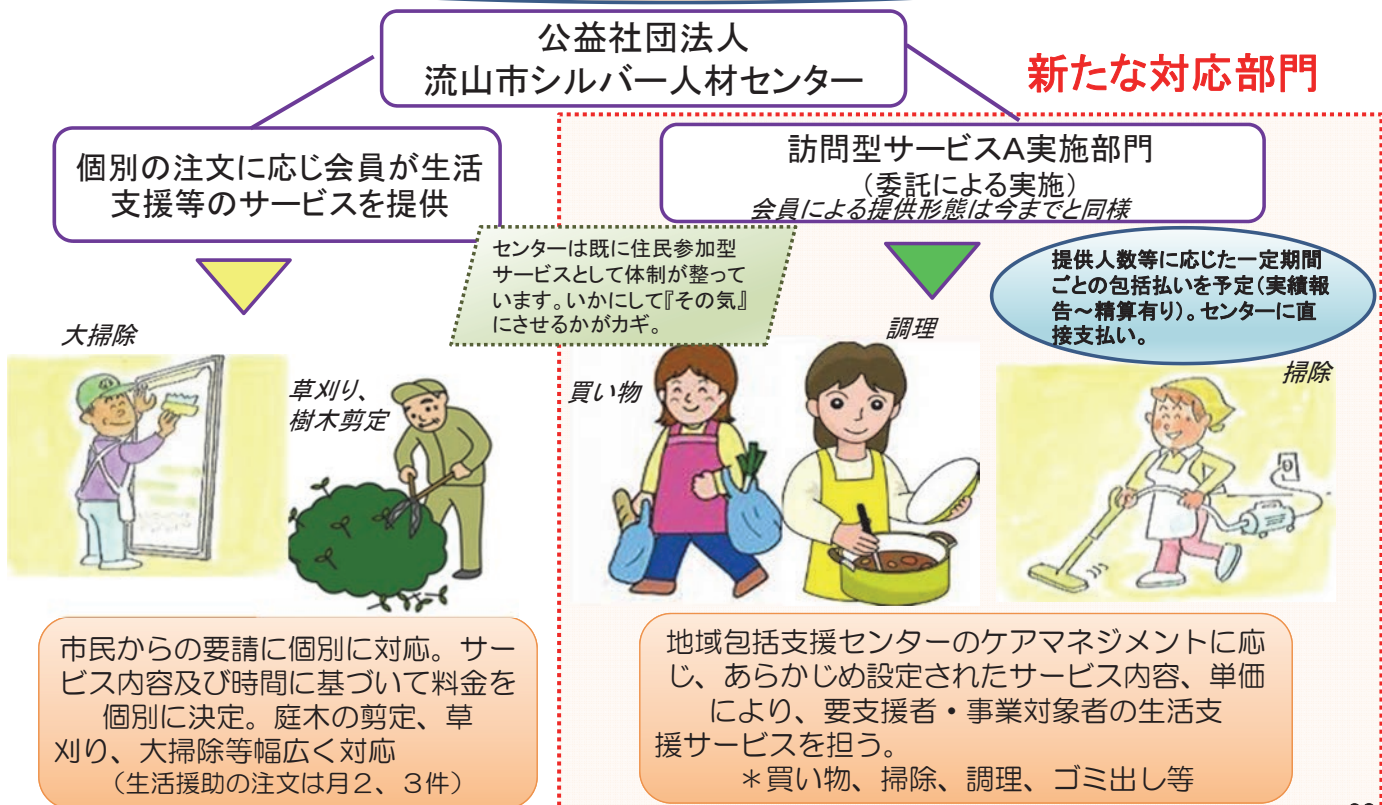 公益社団法人
流山市シルバー人材センター
新たな対応部門
個別の注文に応じ会員が生活
支援等のサービスを提供
訪問型サービスA実施部門
（委託による実施）
会員による提供形態は今までと同様
センターは既に住民参加型
サービスとして体制が整って
います。いかにして『その気』
にさせるかがカギ。
提供人数等に応じた一定期間
ごとの包括払いを予定（実績報
告～精算有り）。センターに直
接支払い。
大掃除
草刈り、
樹木剪定
買い物
調理
掃除
市民からの要請に個別に対応。サー
ビス内容及び時間に基づいて料金を
個別に決定。庭木の剪定、草
刈り、大掃除等幅広く対応
（生活援助の注文は月２、３件）
地域包括支援センターのケアマネジメントに応
じ、あらかじめ設定されたサービス内容、単価
により、要支援者・事業対象者の生活支
援サービスを担う。
＊買い物、掃除、調理、ゴミ出し等